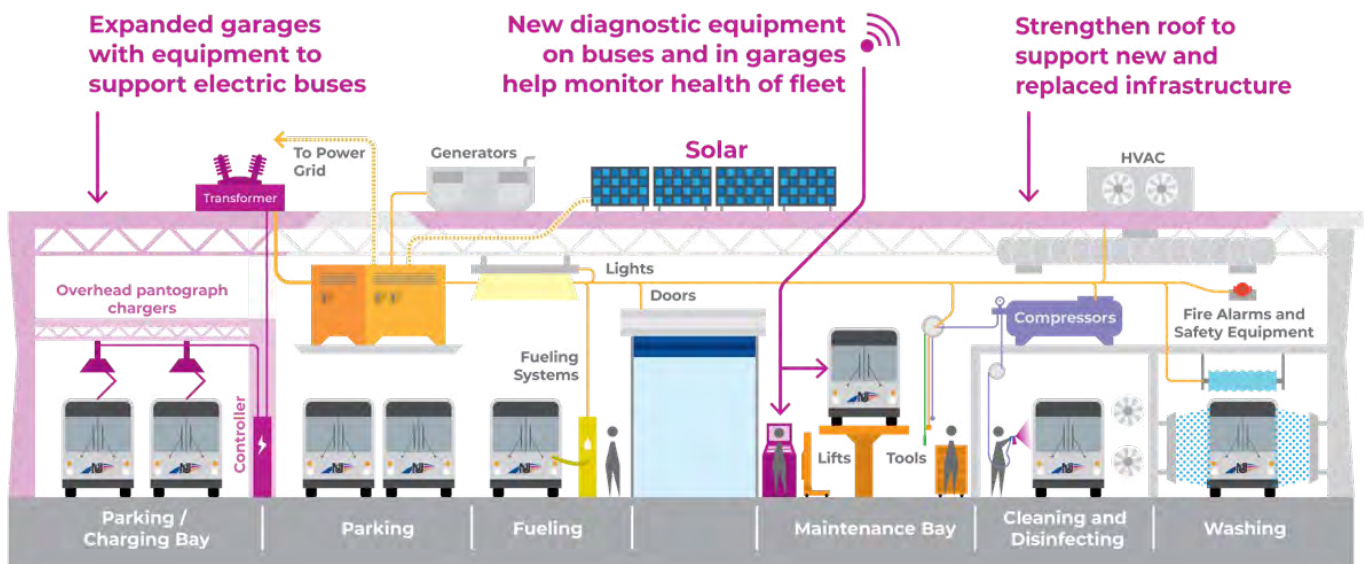 Expanded garages
with equipment to
support electric buses
New diagnostic equipment
on buses and in garages
help monitor health of fleet
Strengthen roof to
support new and
replaced infrastructure
Transformer
To Power
Grid
Generators
Solar
HVAC
Overhead pantograph
chargers
Lights
Doors
Compressors
Fire Alarms and
Safety Equipment
Fueling
Systems
Controller
Lifts
Tools
Parking /
Charging Bay
Parking
Fueling
Maintenance Bay
Cleaning and
Disinfecting
Washing